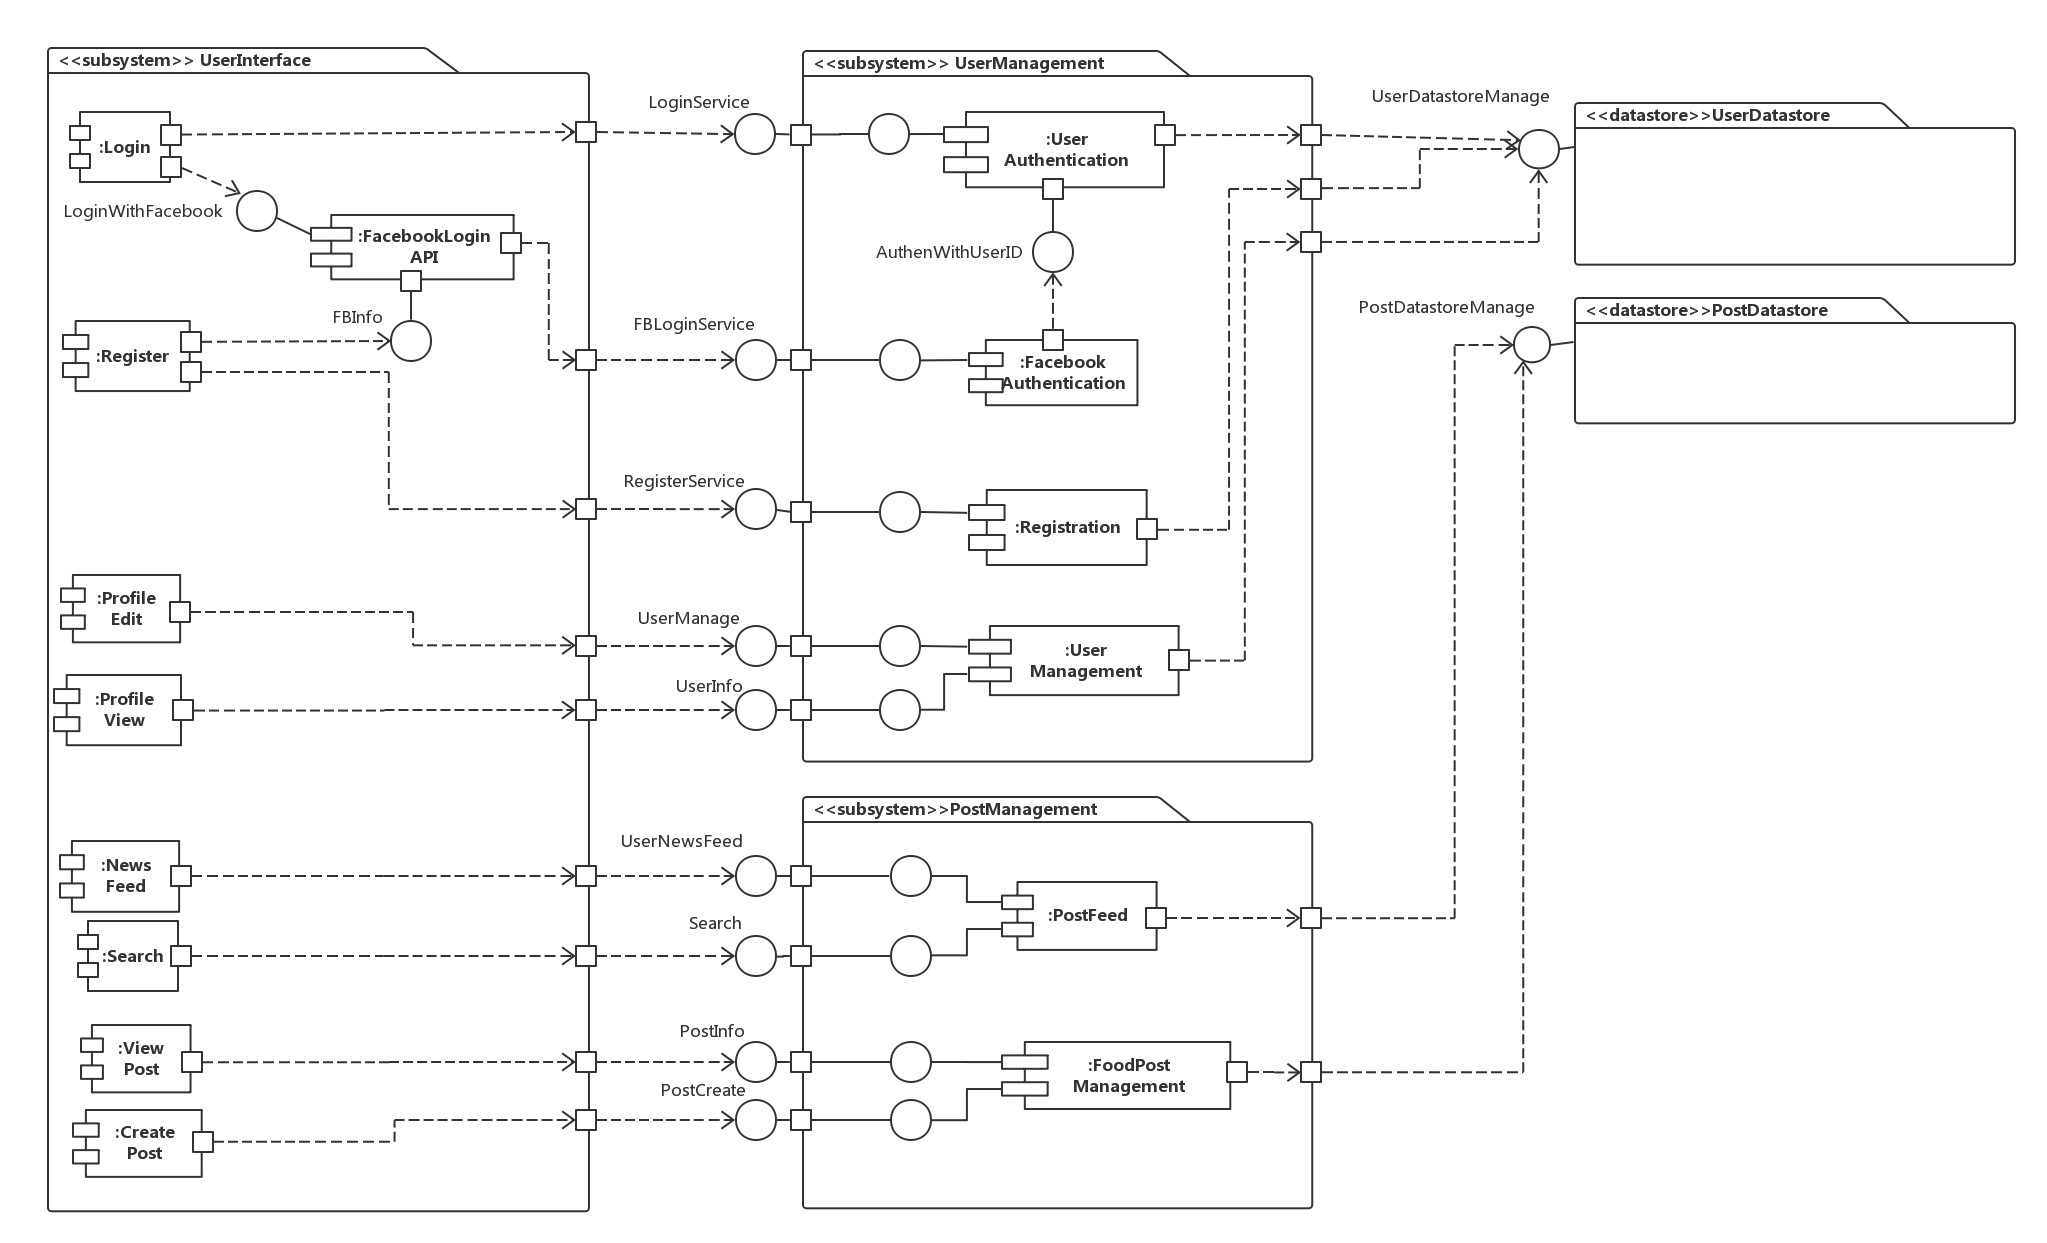 <<subsystem>> UserInterface
:Login
LoginWithFacebook
:FacebookLogin
API
FBInfo
:Register
:Profile
Edit
:Profile
View
:News
Feed
:Search
:View
Post
:Create
Post
LoginService
FBLoginService
RegisterService
UserManage
UserInfo
UserNewsFeed
Search
PostInfo
PostCreate
<<subsystem>> UserManagement
:User
Authentication
AuthenWithUserID
:Facebook
Authentication
:Registration
:User
Management
<<subsystem>>PostManagement
:PostFeed
:FoodPost
Management
UserDatastoreManage
<<datastore>>UserDatastore
PostDatastoreManage
<<datastore>>PostDatastore